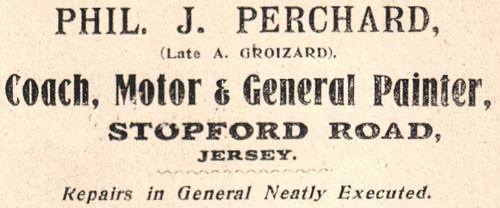 PHIL. J. PERCHARD,
(Late A. GROIZARD).
Coach, Motor & General Painter,
STOPFORD ROAD,
JERSEY.
Repairs in General Neatly Executed.